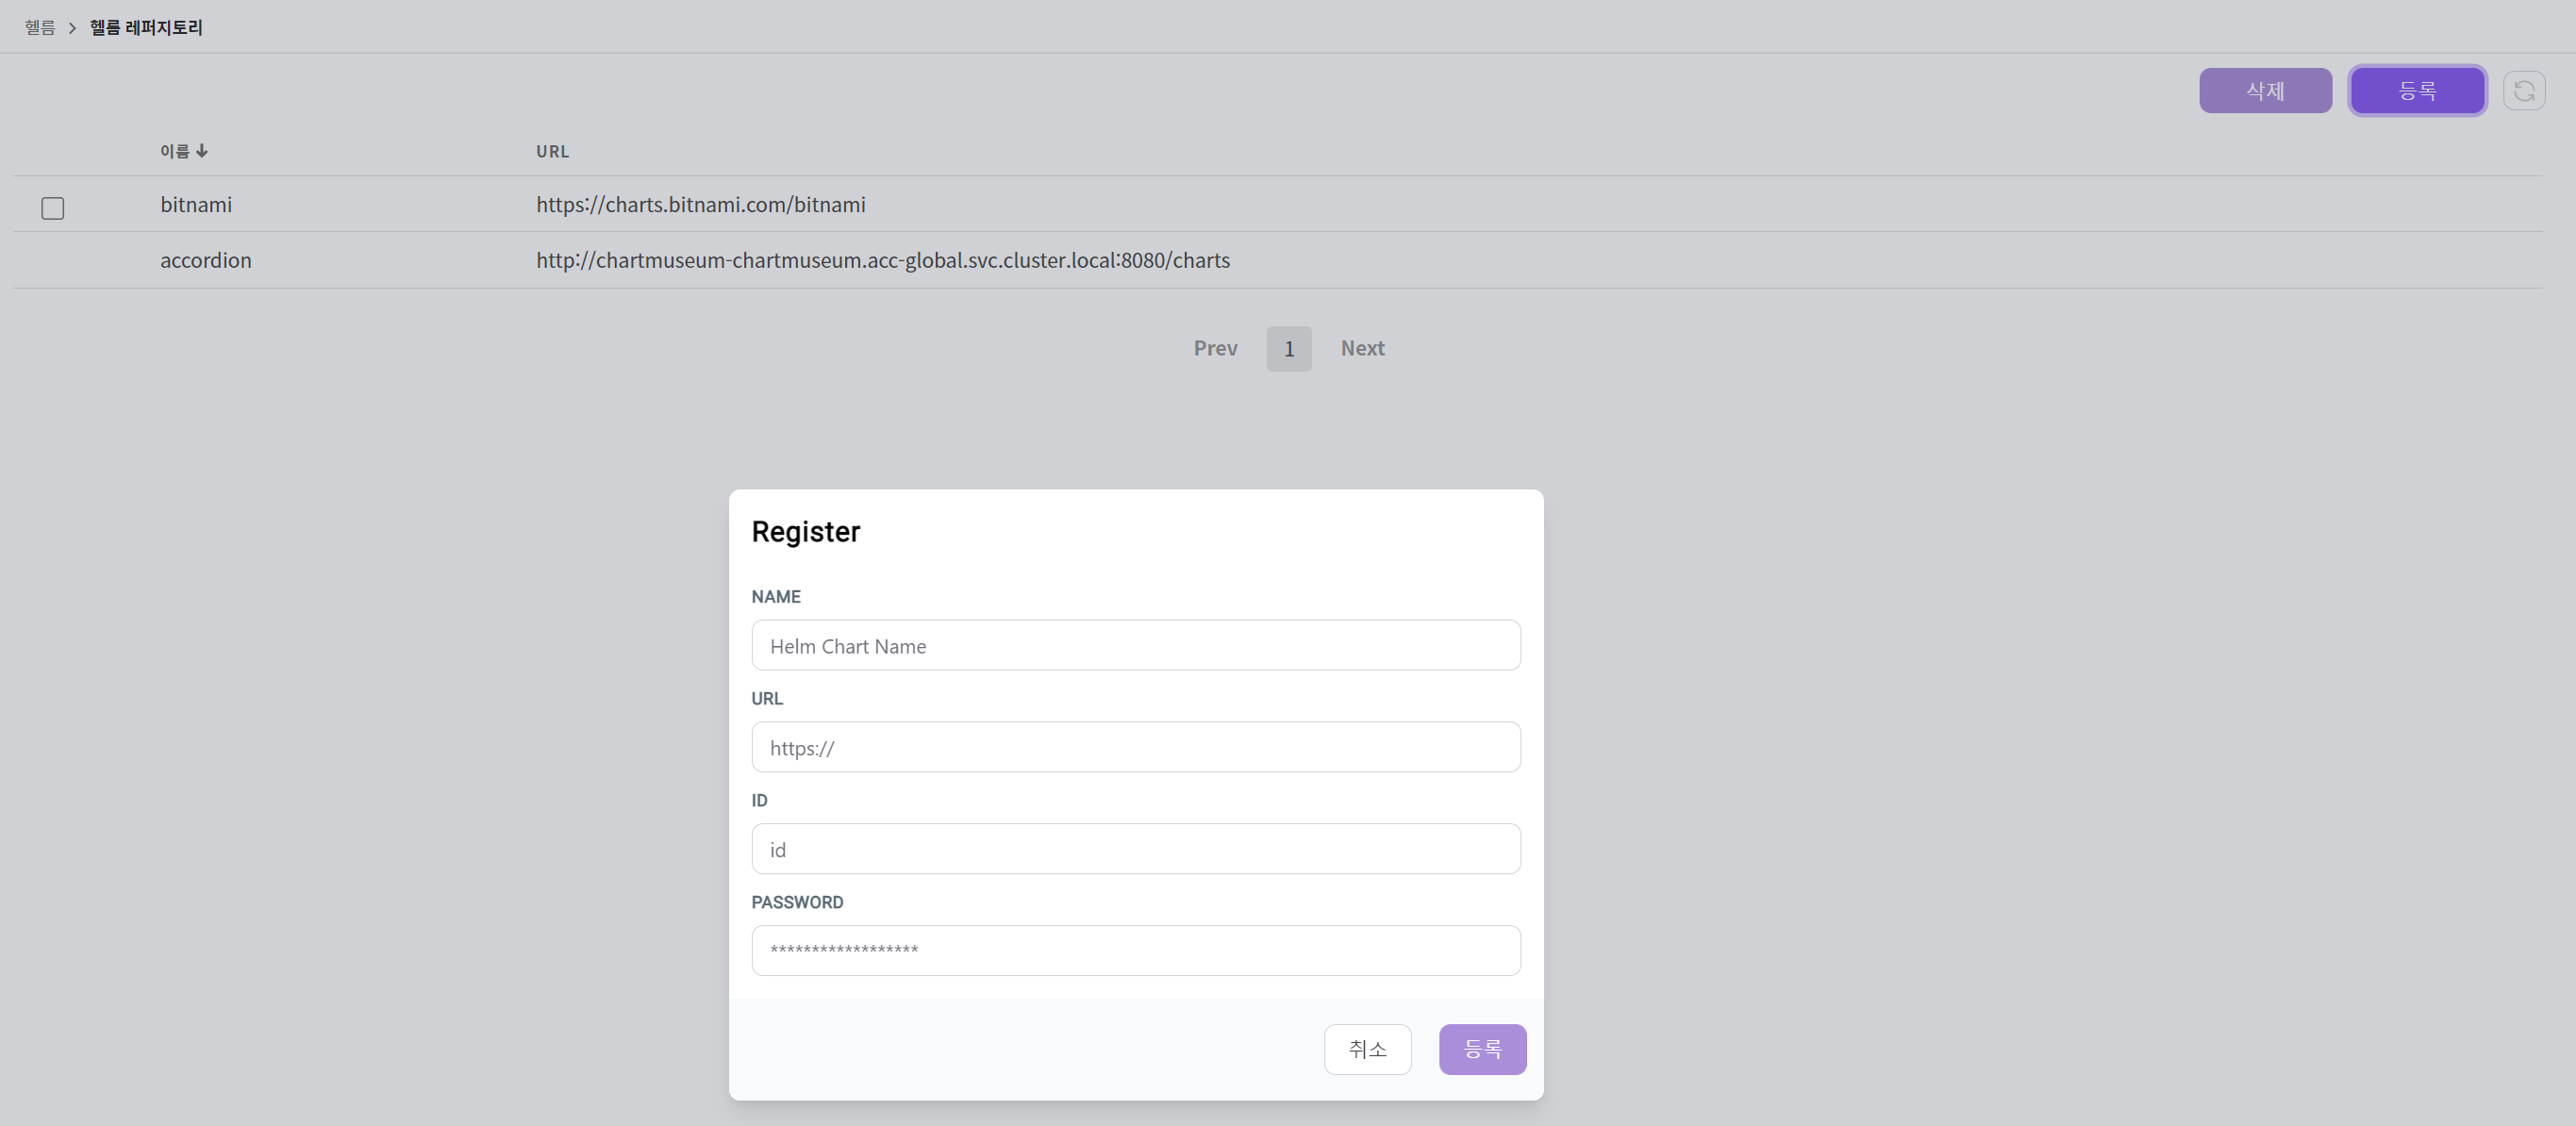 헬름 > 헬름 레퍼지토리
삭제 등록
이름 ↓ URL
bitnami https://charts.bitnami.com/bitnami
accordion http://chartmuseum-chartmuseum.acc-global.svc.cluster.local:8080/charts
Prev 1 Next
Register
NAME
Helm Chart Name
URL
https://
ID
id
PASSWORD
******************
취소 등록